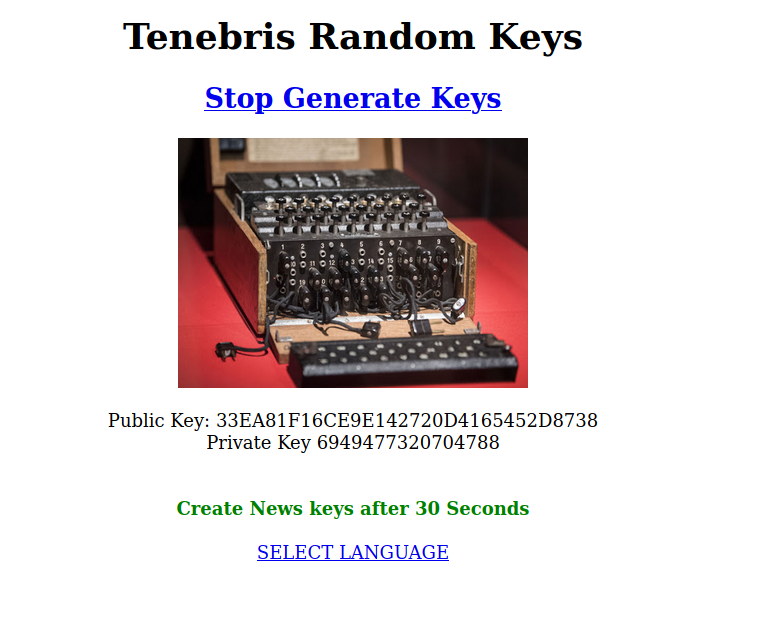 Tenebris Random Keys
Stop Generate Keys
Public Key: 33EA81F16CE9E142720D4165452D8738
Private Key 6949477320704788
Create News keys after 30 Seconds
SELECT LANGUAGE